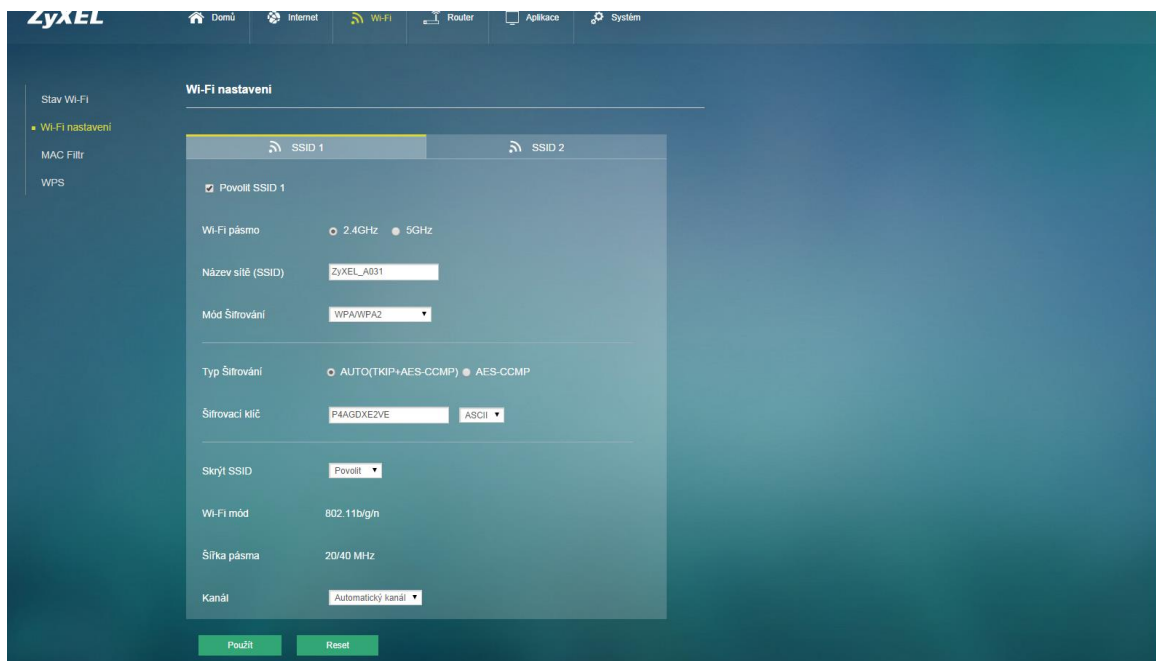 ZyXEL Domů Internet Wi-Fi Router Aplikace Systém
Stav Wi-Fi
Wi-Fi nastavení
MAC Filtr
WPS
Wi-Fi nastavení
SSID 1 SSID 2
Povolit SSID 1
Wi-Fi pásmo 2.4GHz 5GHz
Název sítě (SSID) ZyXEL_A031
Mód Šifrování WPA/WPA2
Typ Šifrování AUTO(TKIP+AES-CCMP) AES-CCMP
Šifrovací klíč P4AGDXE2VE ASCII
Skrýt SSID Povolit
Wi-Fi mód 802.11b/g/n
Šířka pásma 20/40 MHz
Kanál Automatický kanál
Použít Reset